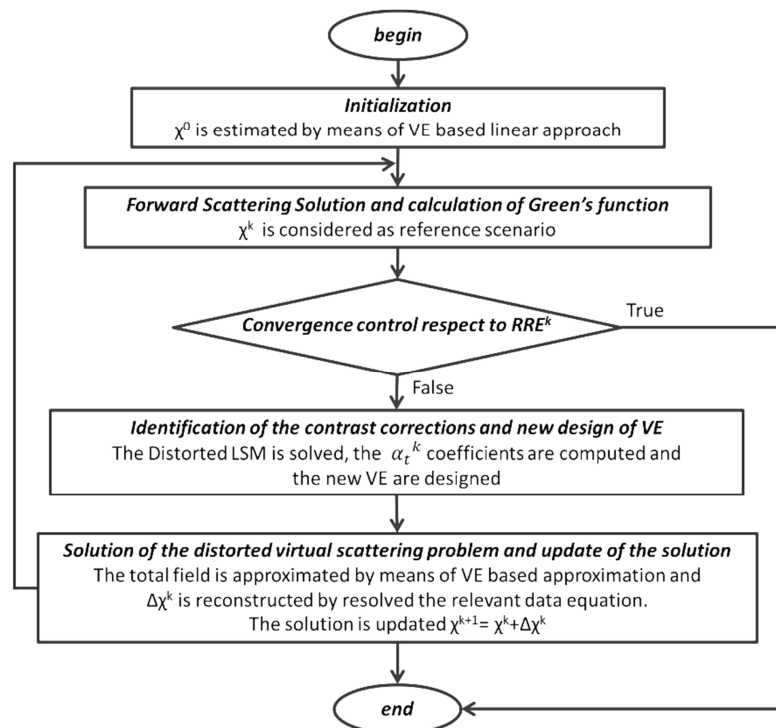 begin
Initialization
χ⁰ is estimated by means of VE based linear approach
Forward Scattering Solution and calculation of Green's function
χᵏ is considered as reference scenario
Convergence control respect to RREᵏ
True
False
Identification of the contrast corrections and new design of VE
The Distorted LSM is solved, the αₜᵏ coefficients are computed and
the new VE are designed
Solution of the distorted virtual scattering problem and update of the solution
The total field is approximated by means of VE based approximation and
Δχᵏ is reconstructed by resolved the relevant data equation.
The solution is updated χᵏ⁺¹= χᵏ+Δχᵏ
end